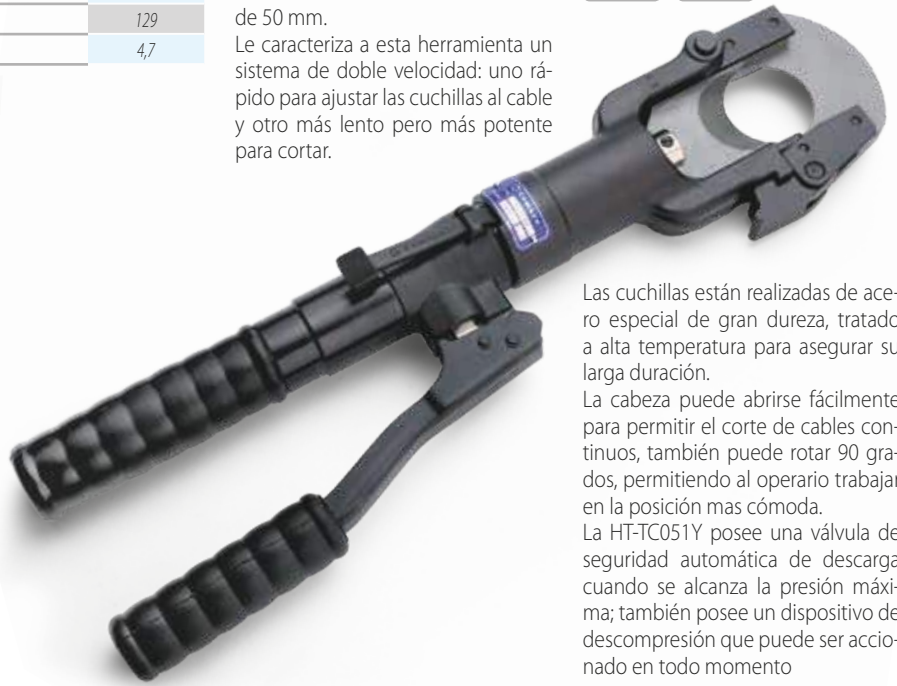 129
4,7
de 50 mm.
Le caracteriza a esta herramienta un
sistema de doble velocidad: uno rá-
pido para ajustar las cuchillas al cable
y otro más lento pero más potente
para cortar.
Las cuchillas están realizadas de ace-
ro especial de gran dureza, tratado
a alta temperatura para asegurar su
larga duración.
La cabeza puede abrirse fácilmente
para permitir el corte de cables con-
tinuos, también puede rotar 90 gra-
dos, permitiendo al operario trabajar
en la posición mas cómoda.
La HT-TC051Y posee una válvula de
seguridad automática de descarga
cuando se alcanza la presión máxi-
ma; también posee un dispositivo de
descompresión que puede ser accio-
nado en todo momento